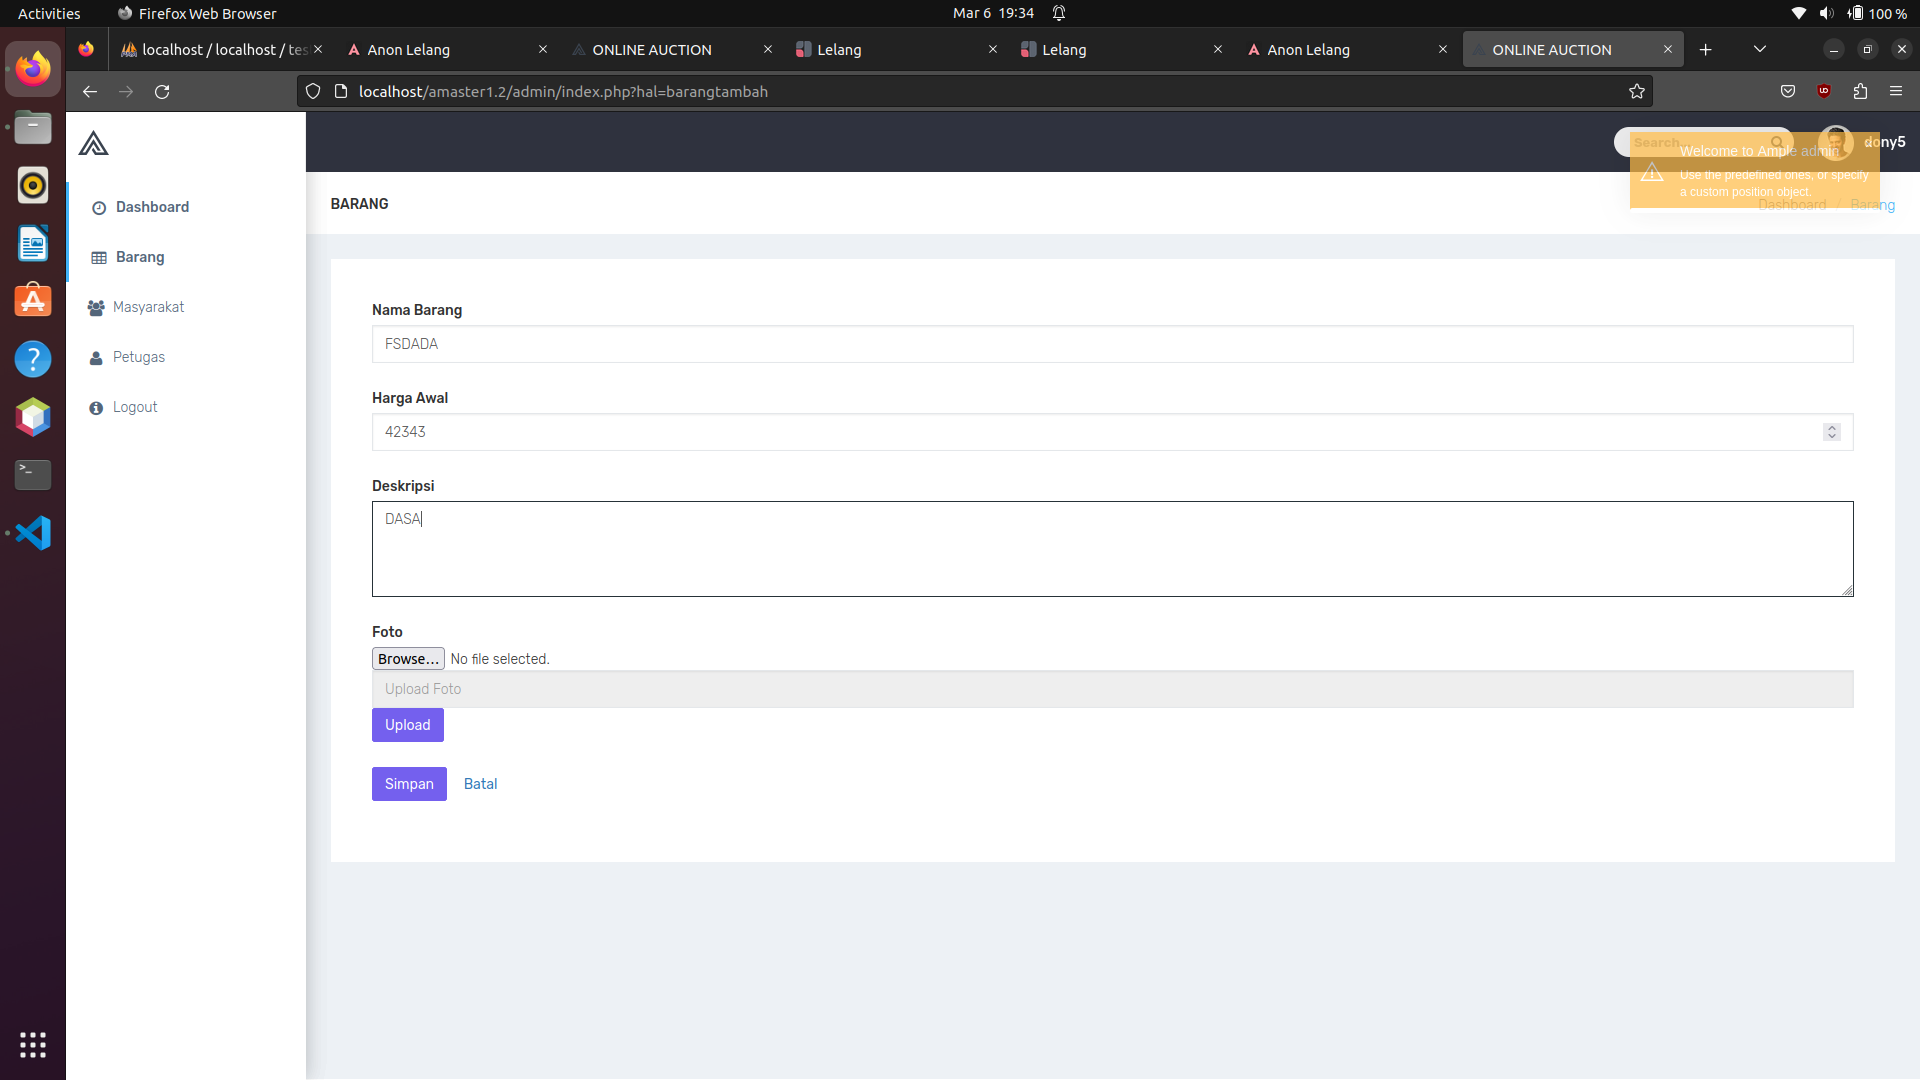 Activities
Firefox Web Browser
Mar 6 19:34
100 %
localhost / localhost / tes
Anon Lelang
ONLINE AUCTION
Lelang
Lelang
Anon Lelang
ONLINE AUCTION
localhost/amaster1.2/admin/index.php?hal=barangtambah
Search...
dony5
Welcome to Ample admin
Use the predefined ones, or specify
a custom position object.
Dashboard
Barang
Masyarakat
Petugas
Logout
BARANG
Dashboard / Barang
Nama Barang
FSDADA
Harga Awal
42343
Deskripsi
DASA
Foto
Browse... No file selected.
Upload Foto
Upload
Simpan
Batal